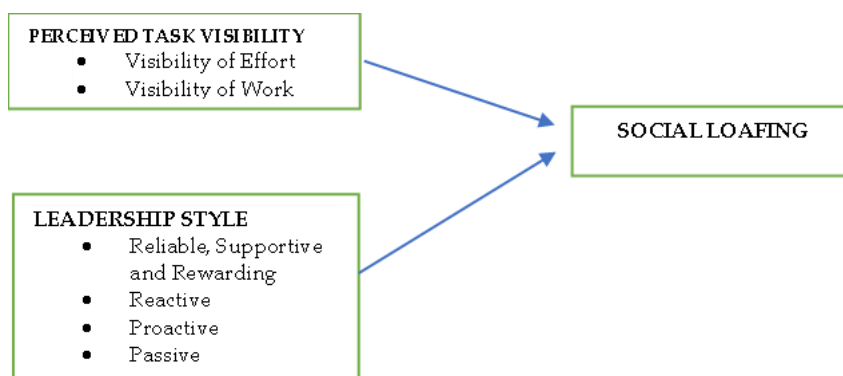 PERCEIVED TASK VISIBILITY
• Visibility of Effort
• Visibility of Work
SOCIAL LOAFING
LEADERSHIP STYLE
• Reliable, Supportive
and Rewarding
• Reactive
• Proactive
• Passive